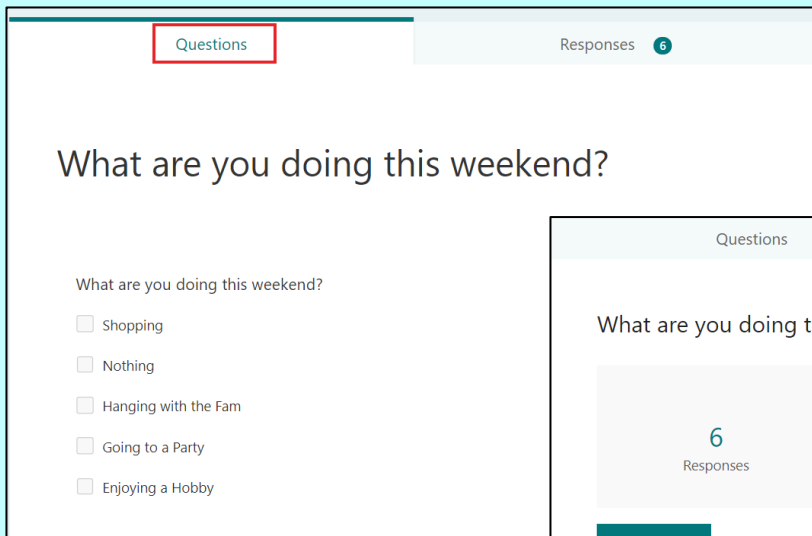 Questions
Responses 6
What are you doing this weekend?
What are you doing this weekend?
Shopping
Nothing
Hanging with the Fam
Going to a Party
Enjoying a Hobby
Questions
What are you doing t
6
Responses